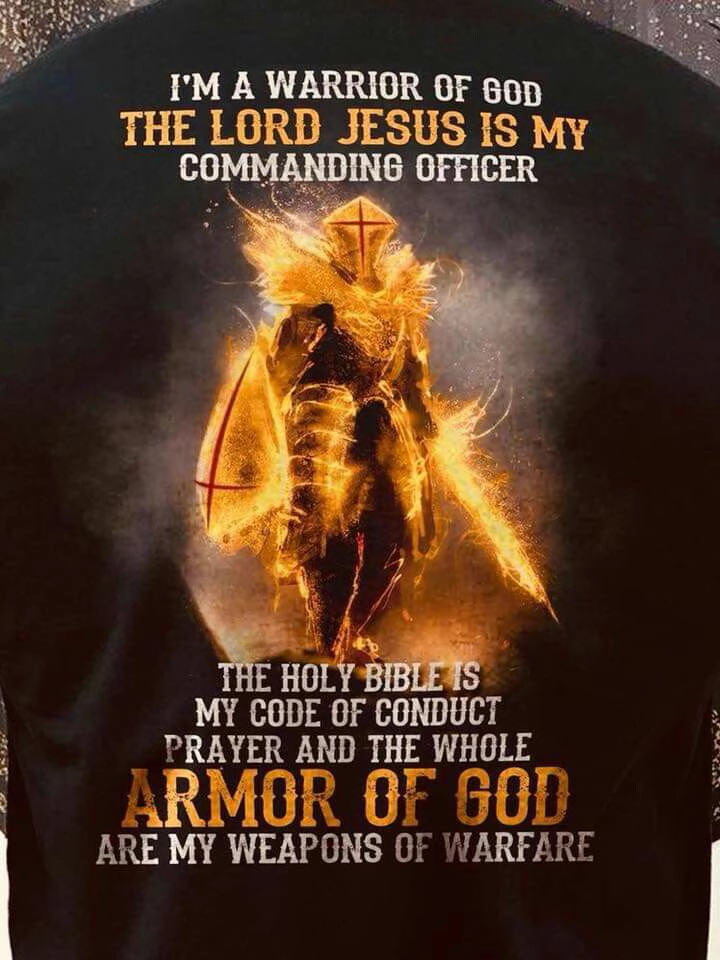 I'M A WARRIOR OF GOD
THE LORD JESUS IS MY
COMMANDING OFFICER
THE HOLY BIBLE IS
MY CODE OF CONDUCT
PRAYER AND THE WHOLE
ARMOR OF GOD
ARE MY WEAPONS OF WARFARE